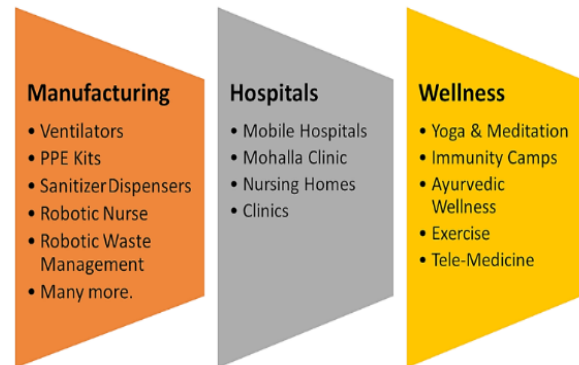 Manufacturing
• Ventilators
• PPE Kits
• Sanitizer Dispensers
• Robotic Nurse
• Robotic Waste
Management
• Many more.
Hospitals
• Mobile Hospitals
• Mohalla Clinic
• Nursing Homes
• Clinics
Wellness
• Yoga & Meditation
• Immunity Camps
• Ayurvedic
Wellness
• Exercise
• Tele-Medicine